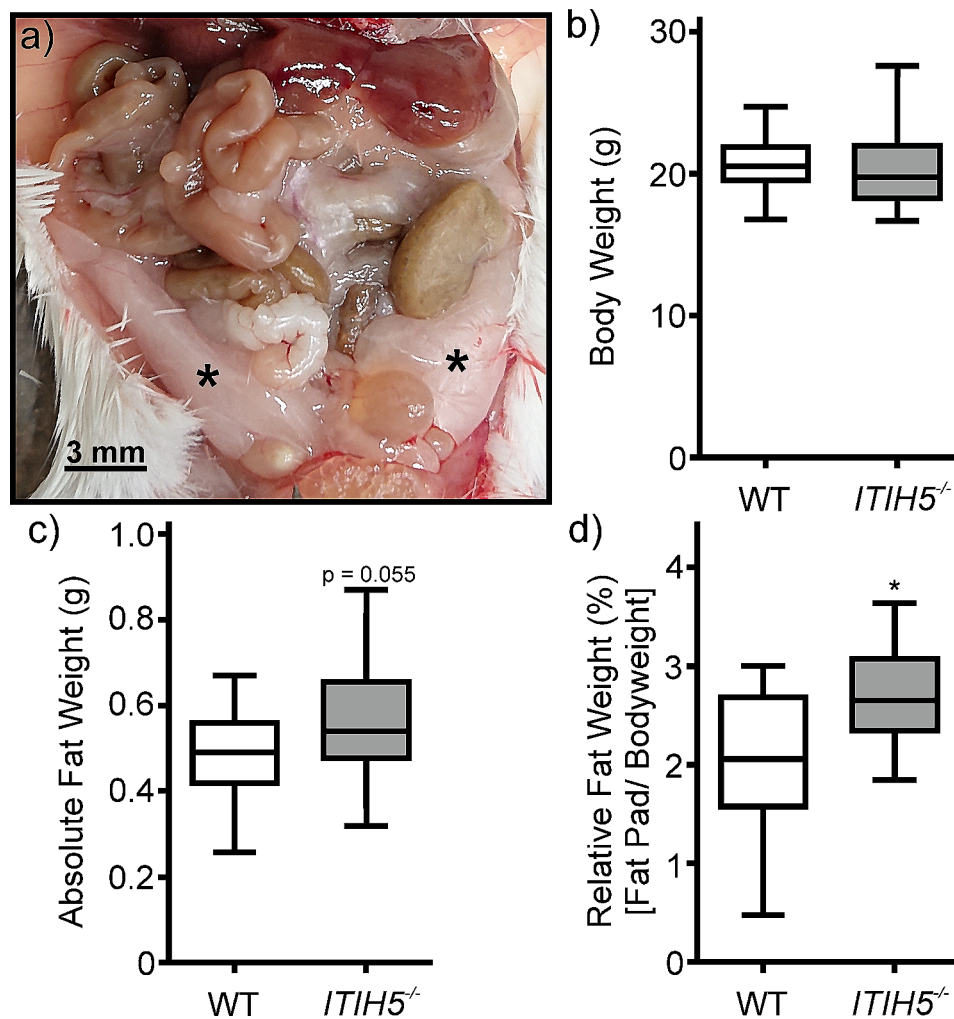 a)
*
*
3 mm
b)
Body Weight (g)
30
20
10
0
WT
ITIH5-/-
c)
Absolute Fat Weight (g)
1.0
0.8
0.6
0.4
0.2
0
p = 0.055
WT
ITIH5-/-
d)
Relative Fat Weight (%)
[Fat Pad/ Bodyweight]
4
3
2
1
0
*
WT
ITIH5-/-